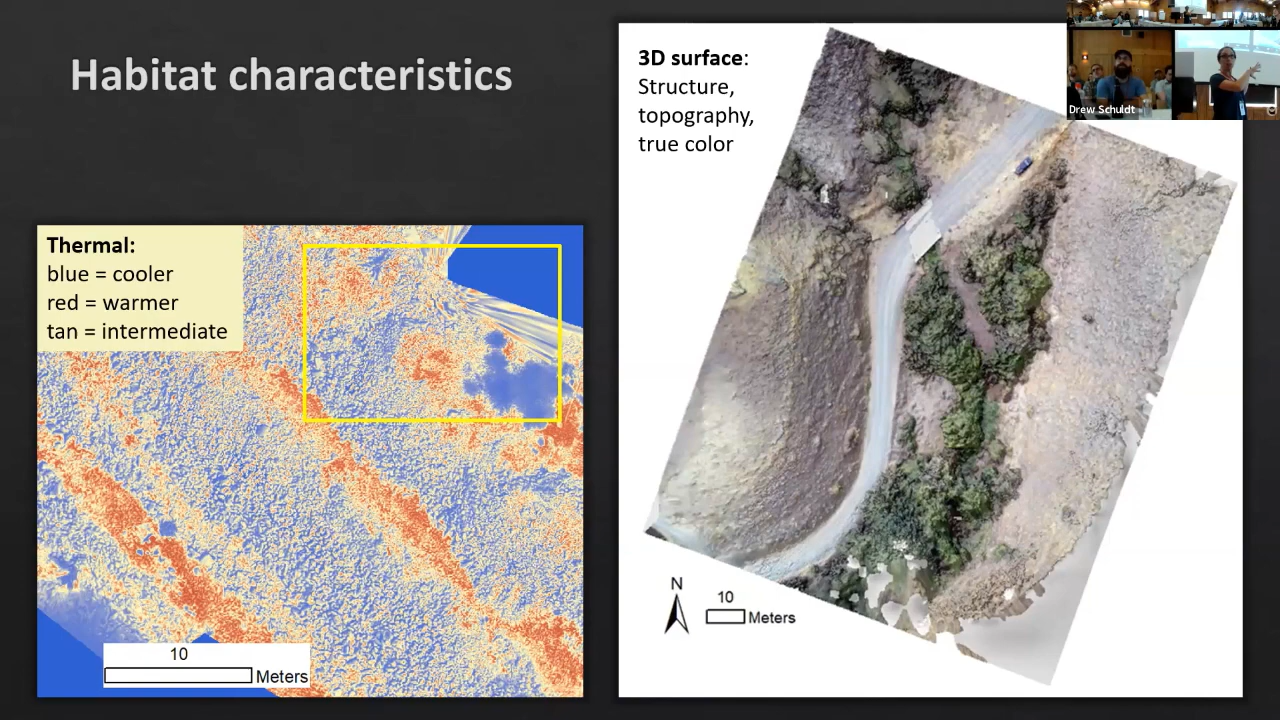 Habitat characteristics
3D surface:
Structure,
topography,
true color
Drew Schuldt
Thermal:
blue = cooler
red = warmer
tan = intermediate
10
Meters
N
10
Meters